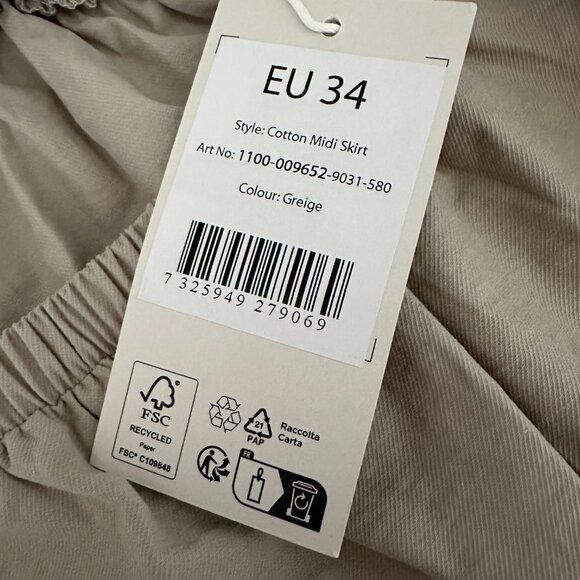 EU 34
Style: Cotton Midi Skirt
Art No: 1100-009652-9031-580
Colour: Greige
7 325949 279069
FSC
RECYCLED
Paper
FSC® C109848
21
PAP
Raccolta
Carta
FR